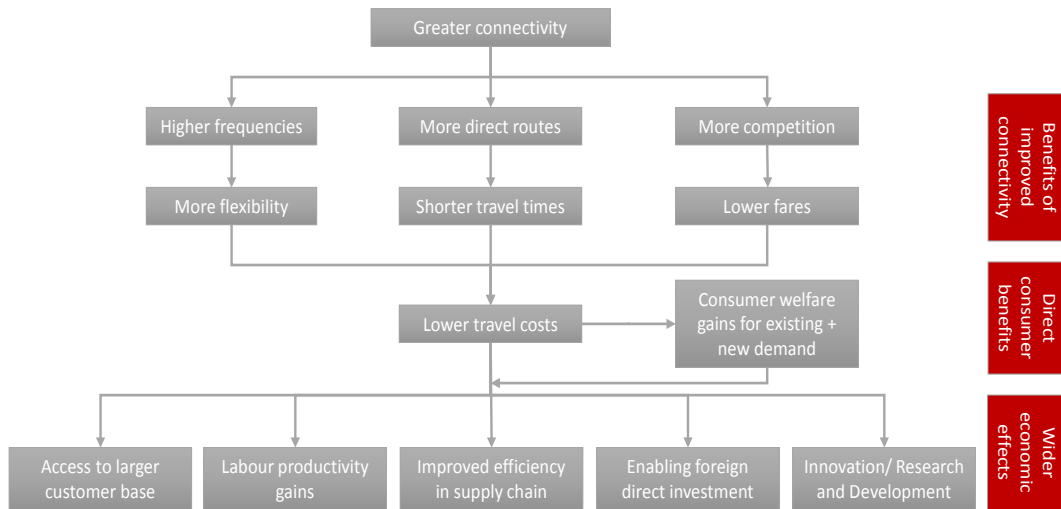 Greater connectivity
Higher frequencies
More direct routes
More competition
More flexibility
Shorter travel times
Lower fares
Benefits of
improved
connectivity
Lower travel costs
Consumer welfare
gains for existing +
new demand
Direct
consumer
benefits
Access to larger
customer base
Labour productivity
gains
Improved efficiency
in supply chain
Enabling foreign
direct investment
Innovation/ Research
and Development
Wider
economic
effects